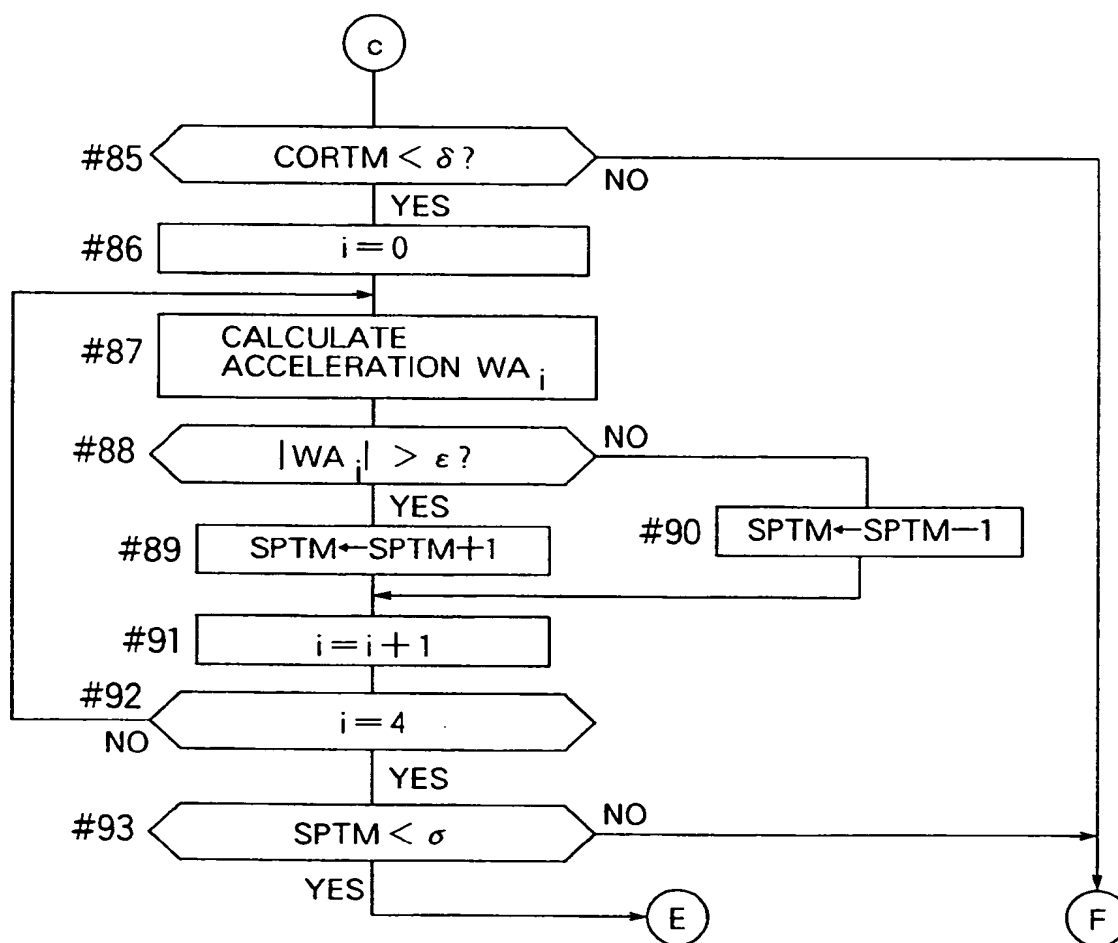 c
#85
CORTM < δ ?
NO
YES
#86
i = 0
#87
CALCULATE
ACCELERATION WA i
#88
|WA i| > ε ?
NO
YES
#89
SPTM←SPTM+1
#90
SPTM←SPTM−1
#91
i = i + 1
#92
i = 4
NO
YES
#93
SPTM < σ
NO
YES
E
F